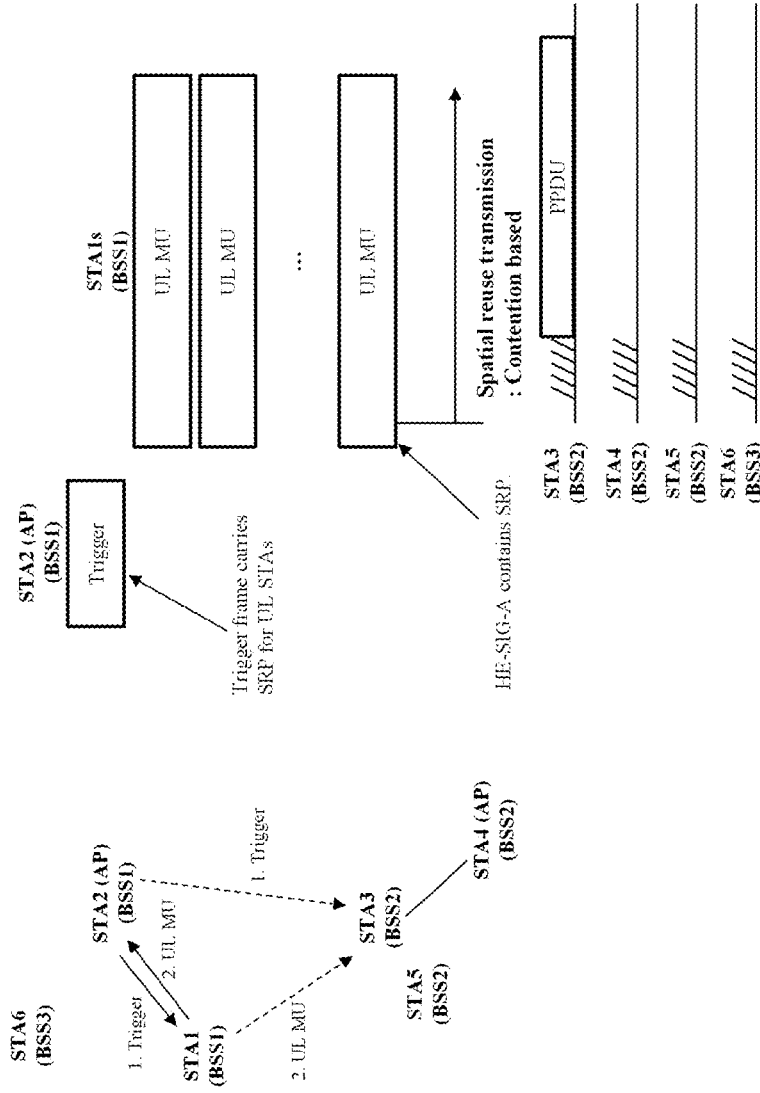 STA6
(BSS3)
STA2 (AP)
(BSS1)
1. Trigger
2. UL MU
STA1
(BSS1)
1. Trigger
2. UL MU
STA3
(BSS2)
STA5
(BSS2)
STA4 (AP)
(BSS2)
STA2 (AP)
(BSS1)
Trigger
Trigger frame carries
SRP for UL STAs
STA1s
(BSS1)
UL MU
UL MU
...
UL MU
HE-SIG-A contains SRP.
Spatial reuse transmission
: Contention based
STA3
(BSS2)
PPDU
STA4
(BSS2)
STA5
(BSS2)
STA6
(BSS3)